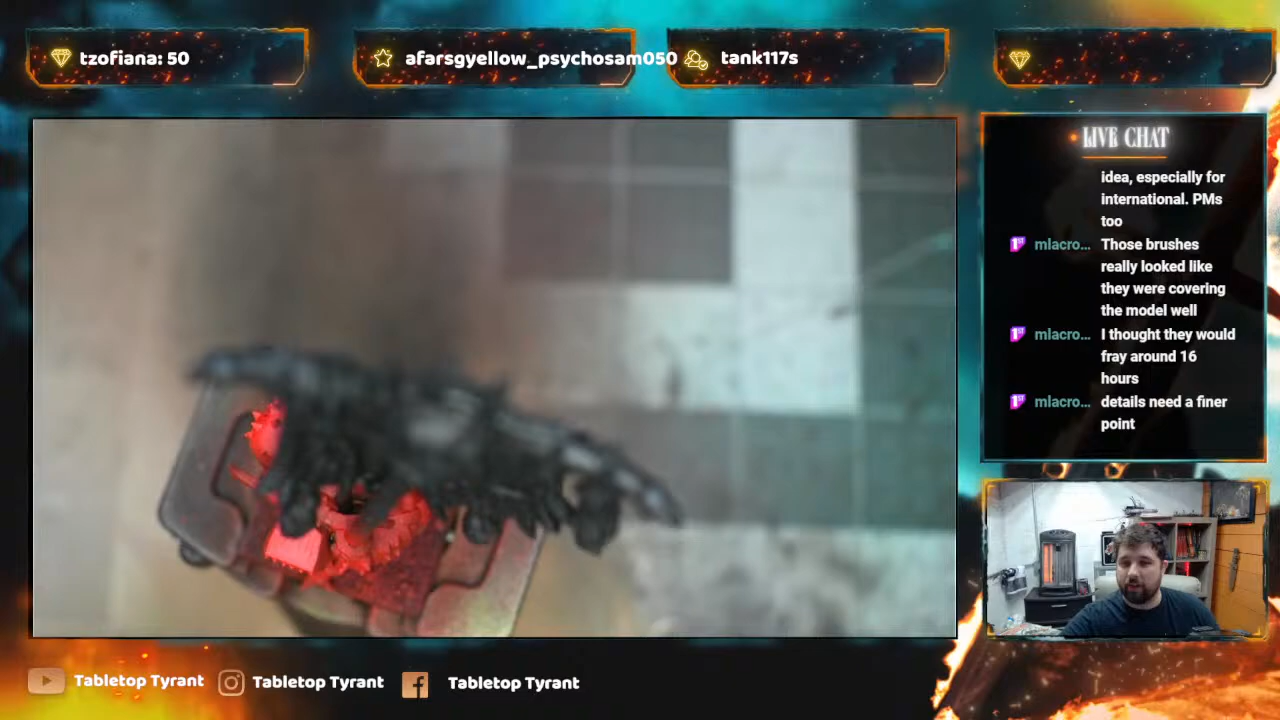 tzofiana: 50
afarsgyellow_psychosam050
tank117s
LIVE CHAT
idea, especially for
international. PMs
too
mlacro... Those brushes
really looked like
they were covering
the model well
mlacro... I thought they would
fray around 16
hours
mlacro... details need a finer
point
Tabletop Tyrant
Tabletop Tyrant
Tabletop Tyrant